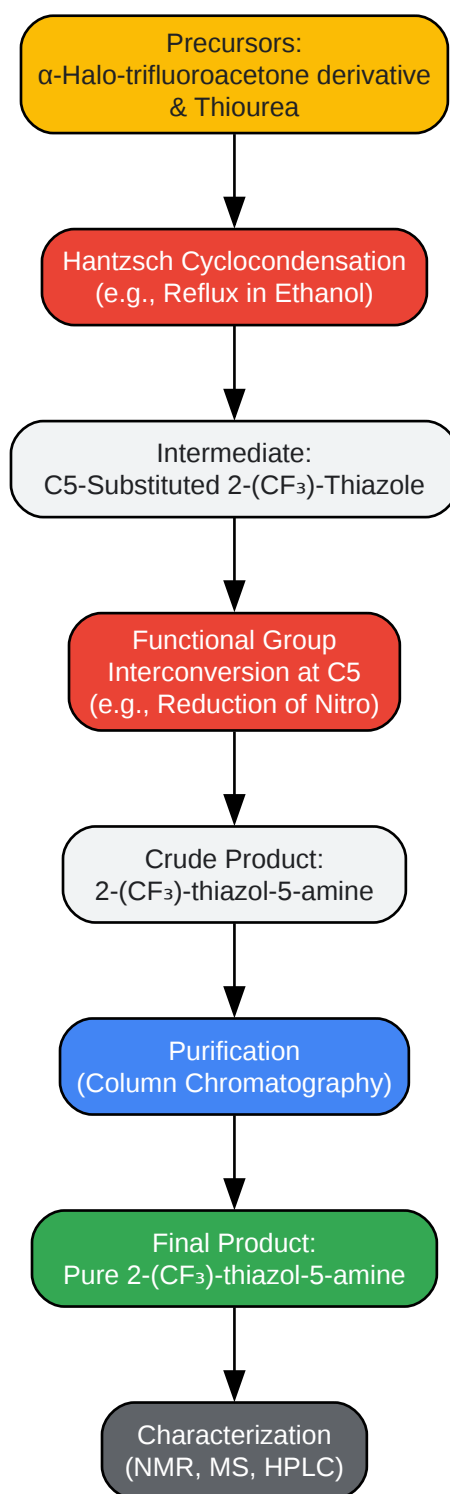 Precursors:
α-Halo-trifluoroacetone derivative
& Thiourea
Hantzsch Cyclocondensation
(e.g., Reflux in Ethanol)
Intermediate:
C5-Substituted 2-(CF₃)-Thiazole
Functional Group
Interconversion at C5
(e.g., Reduction of Nitro)
Crude Product:
2-(CF₃)-thiazol-5-amine
Purification
(Column Chromatography)
Final Product:
Pure 2-(CF₃)-thiazol-5-amine
Characterization
(NMR, MS, HPLC)